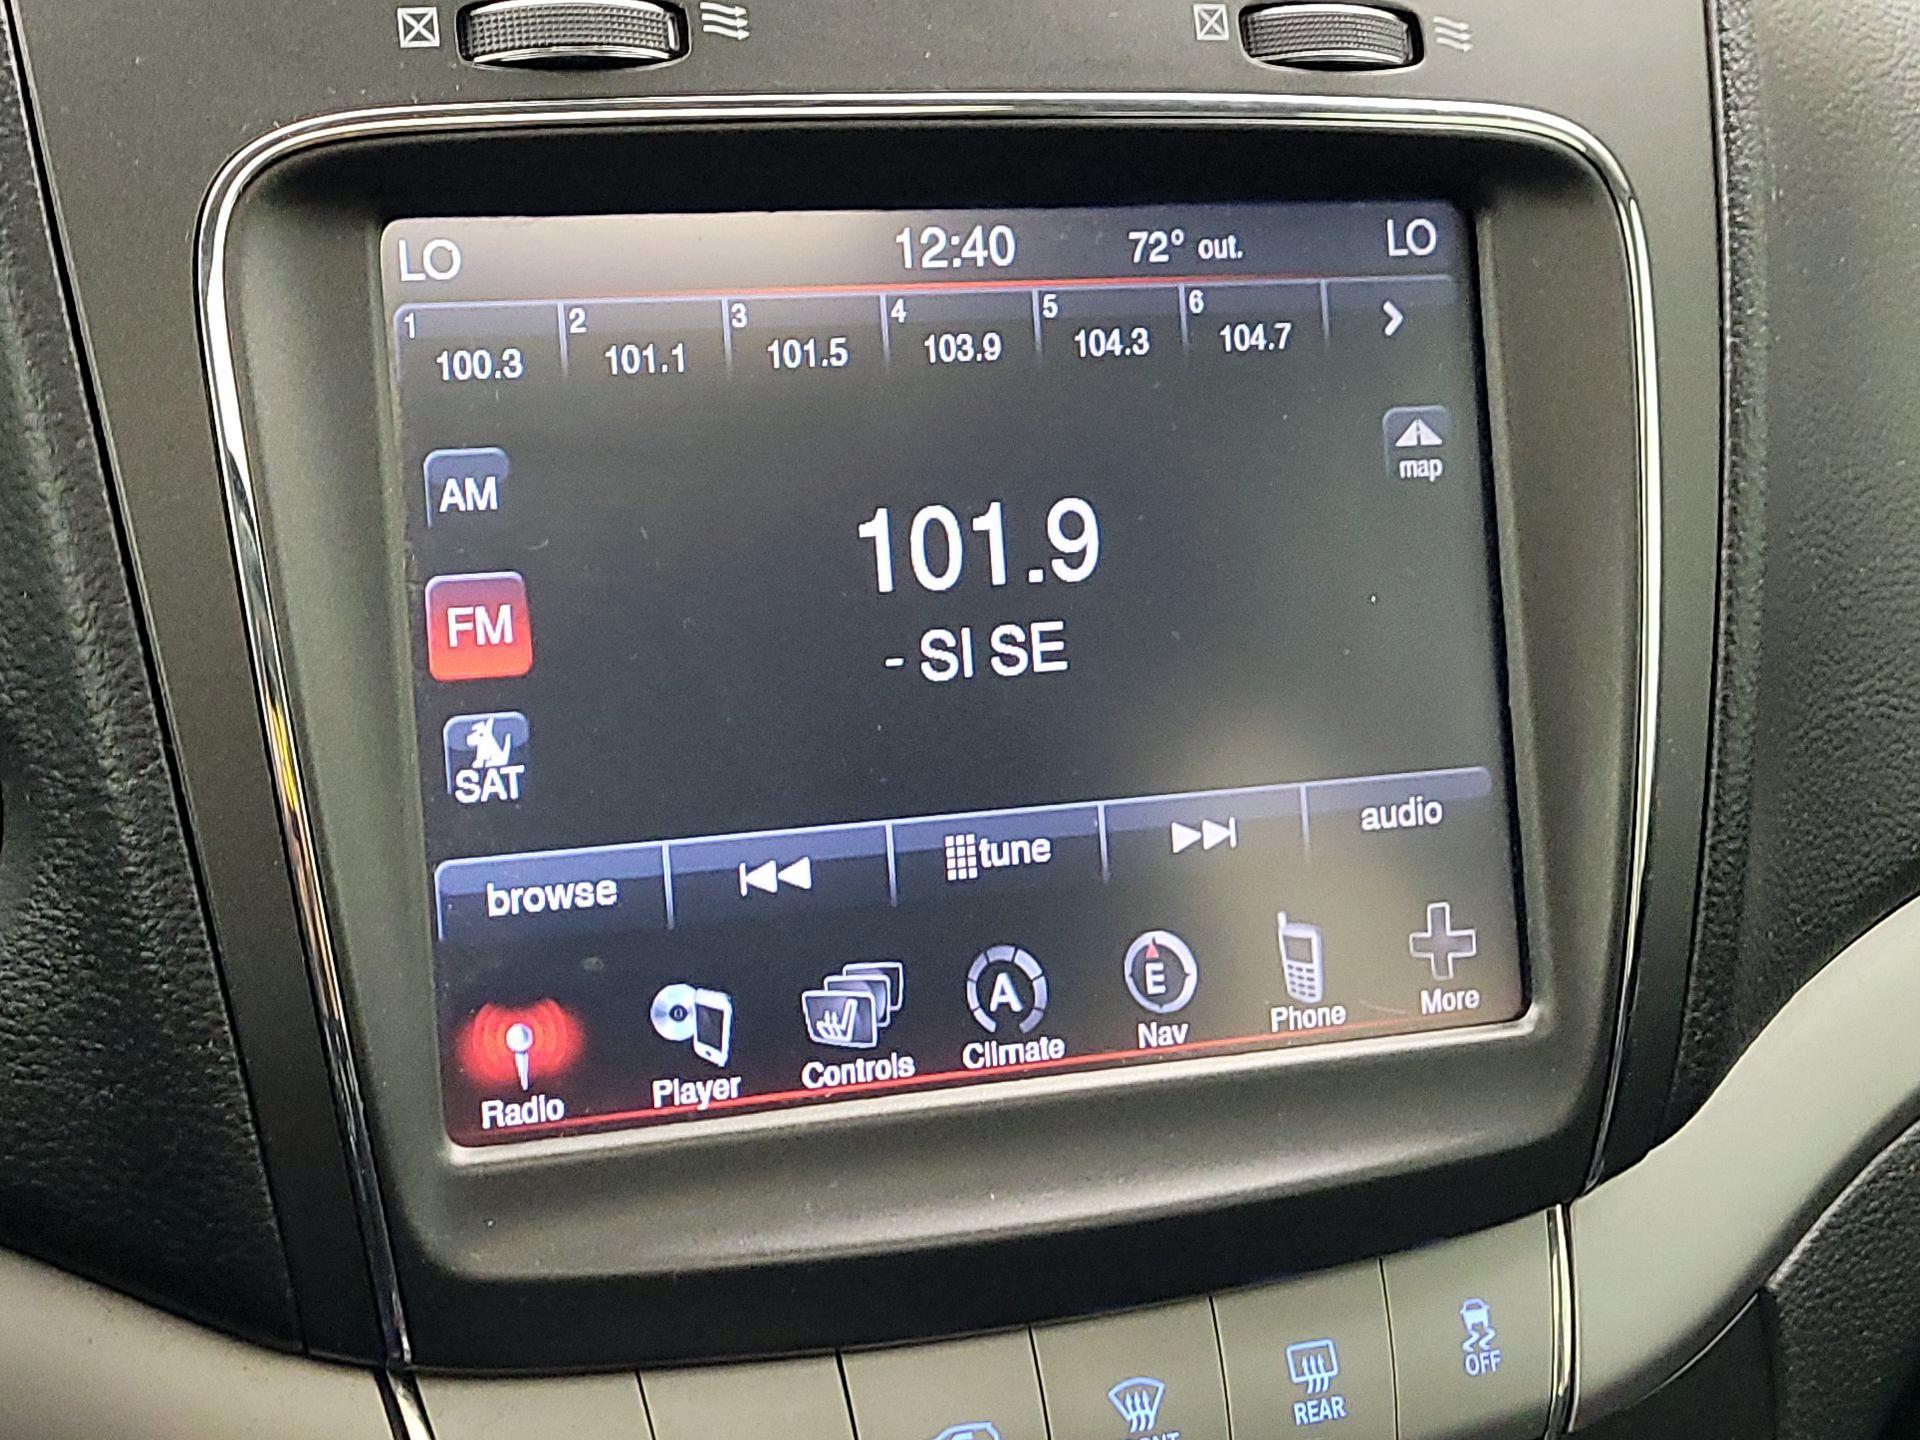 LO 12:40 72° out. LO
1 2 3 4 5 6
100.3 101.1 101.5 103.9 104.3 104.7
map
AM
101.9
FM
- SI SE
SAT
browse tune audio
A E
Radio Player Controls Climate Nav Phone More
REAR OFF